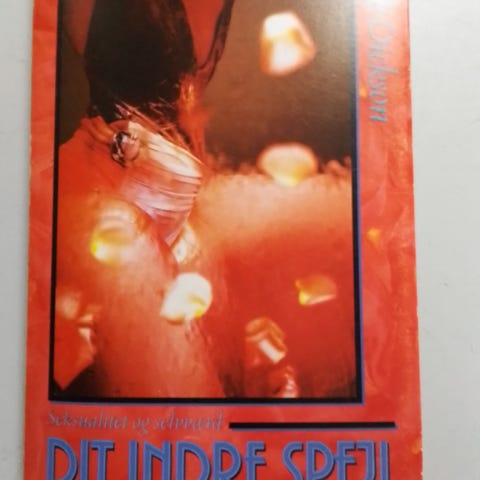 Seksualitet og selvværd
DIT INDRE SPEJL